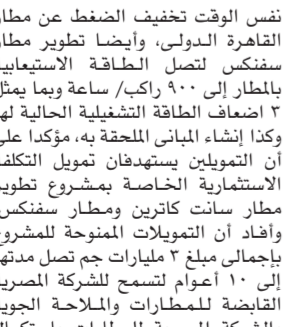 نفس الوقت تخفيف الضغط عن مطار
القاهرة الدولى، وأيضا تطوير مطار
سفنكس لتصل الطاقة الاستيعابية
بالمطار إلى ٩٠٠ راكب/ ساعة وبما يمثل
٣ اضعاف الطاقة التشغيلية الحالية له
وكذا إنشاء المبانى الملحقة به، مؤكدا على
أن التمويلين يستهدفان تمويل التكلفة
الاستثمارية الخاصة بمشروع تطوير
مطار سانت كاترين ومطار سفنكس.
وأفاد أن التمويلات الممنوحة للمشروع
بإجمالى مبلغ ٣ مليارات جم تصل مدتها
إلى ١٠ أعوام لتسمح للشركة المصرية
القابضة للمطارات والملاحة الجوية